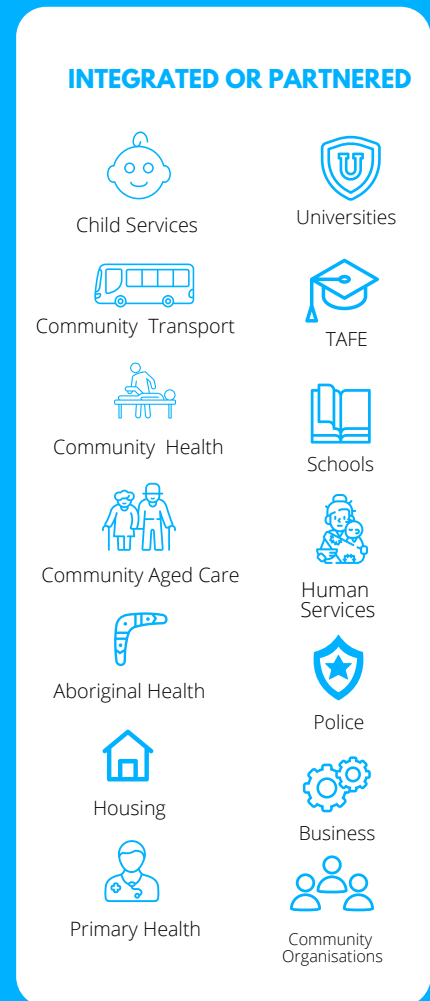 INTEGRATED OR PARTNERED
Child Services
Universities
Community Transport
TAFE
Community Health
Schools
Community Aged Care
Human
Services
Aboriginal Health
Police
Housing
Business
Primary Health
Community
Organisations
U